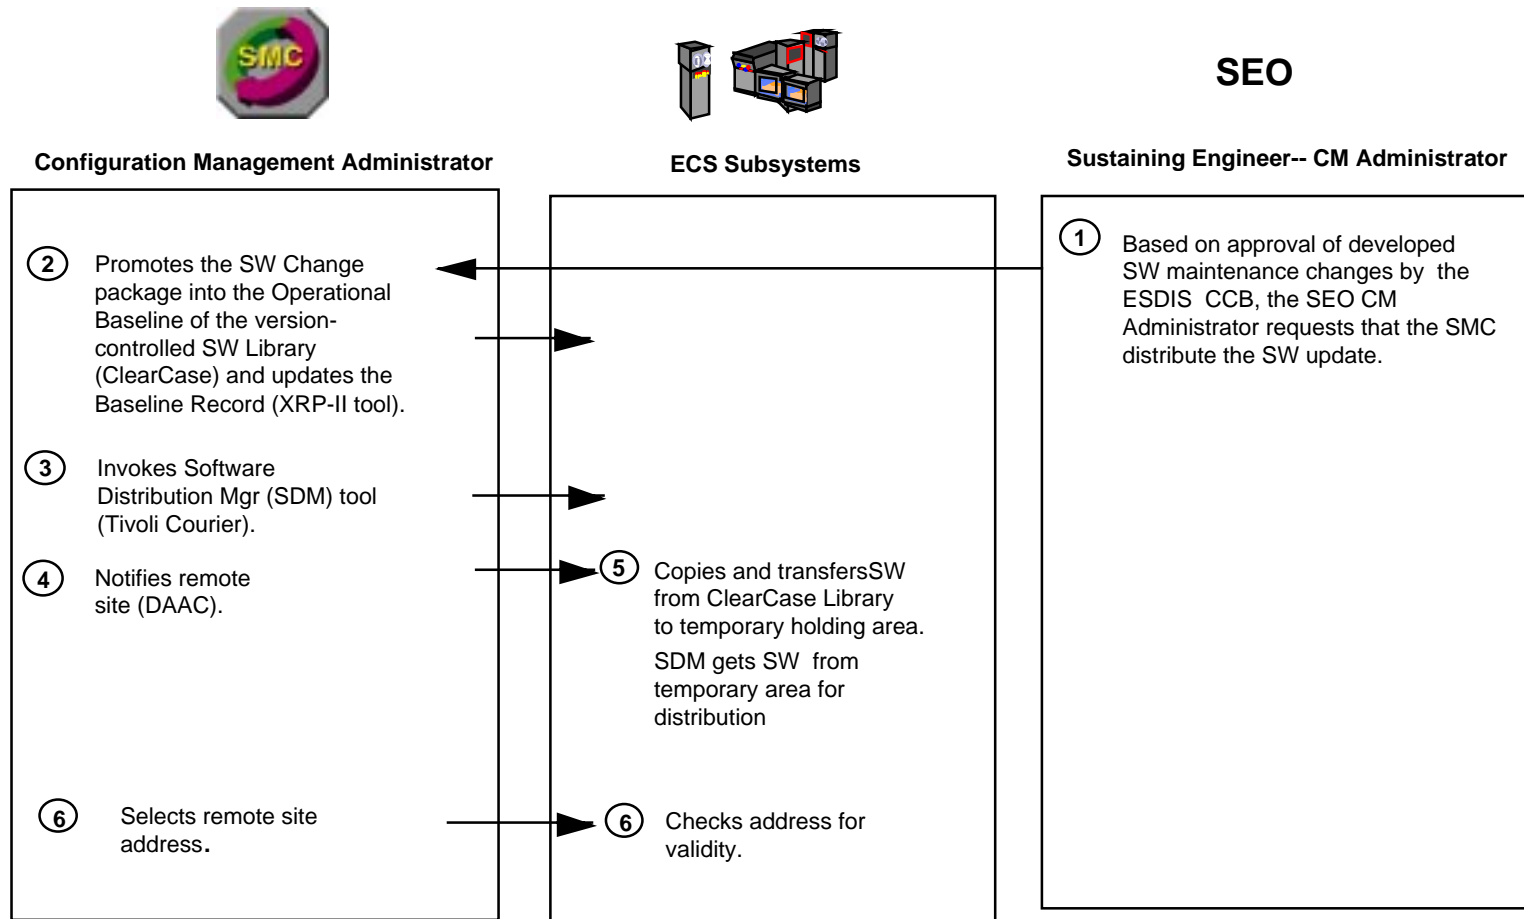 SMC
SEO
Configuration Management Administrator
ECS Subsystems
Sustaining Engineer-- CM Administrator
2
Promotes the SW Change
package into the Operational
Baseline of the version-
controlled SW Library
(ClearCase) and updates the
Baseline Record (XRP-II tool).
3
Invokes Software
Distribution Mgr (SDM) tool
(Tivoli Courier).
4
Notifies remote
site (DAAC).
6
Selects remote site
address.
5
Copies and transfersSW
from ClearCase Library
to temporary holding area.
SDM gets SW from
temporary area for
distribution
6
Checks address for
validity.
1
Based on approval of developed
SW maintenance changes by the
ESDIS CCB, the SEO CM
Administrator requests that the SMC
distribute the SW update.